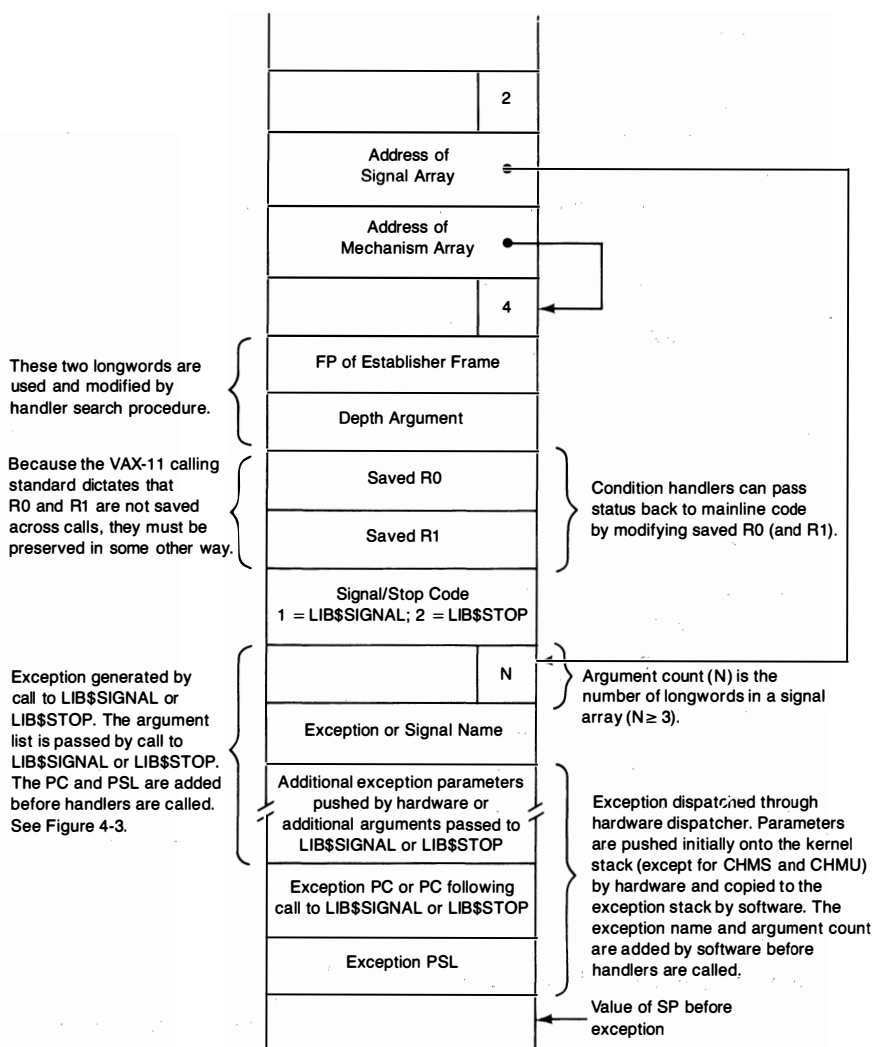 2
Address of
Signal Array
Address of
Mechanism Array
4
These two longwords are
used and modified by
handler search procedure.
FP of Establisher Frame
Depth Argument
Because the VAX-11 calling
standard dictates that
R0 and R1 are not saved
across calls, they must be
preserved in some other way.
Saved R0
Saved R1
Condition handlers can pass
status back to mainline code
by modifying saved R0 (and R1).
Signal/Stop Code
1 = LIB$SIGNAL; 2 = LIB$STOP
Exception generated by
call to LIB$SIGNAL or
LIB$STOP. The argument
list is passed by call to
LIB$SIGNAL or LIB$STOP.
The PC and PSL are added
before handlers are called.
See Figure 4-3.
N
Argument count (N) is the
number of longwords in a signal
array (N ≥ 3).
Exception or Signal Name
Additional exception parameters
pushed by hardware or
additional arguments passed to
LIB$SIGNAL or LIB$STOP
Exception PC or PC following
call to LIB$SIGNAL or LIB$STOP
Exception PSL
Exception dispatched through
hardware dispatcher. Parameters
are pushed initially onto the kernel
stack (except for CHMS and CHMU)
by hardware and copied to the
exception stack by software. The
exception name and argument count
are added by software before
handlers are called.
Value of SP before
exception